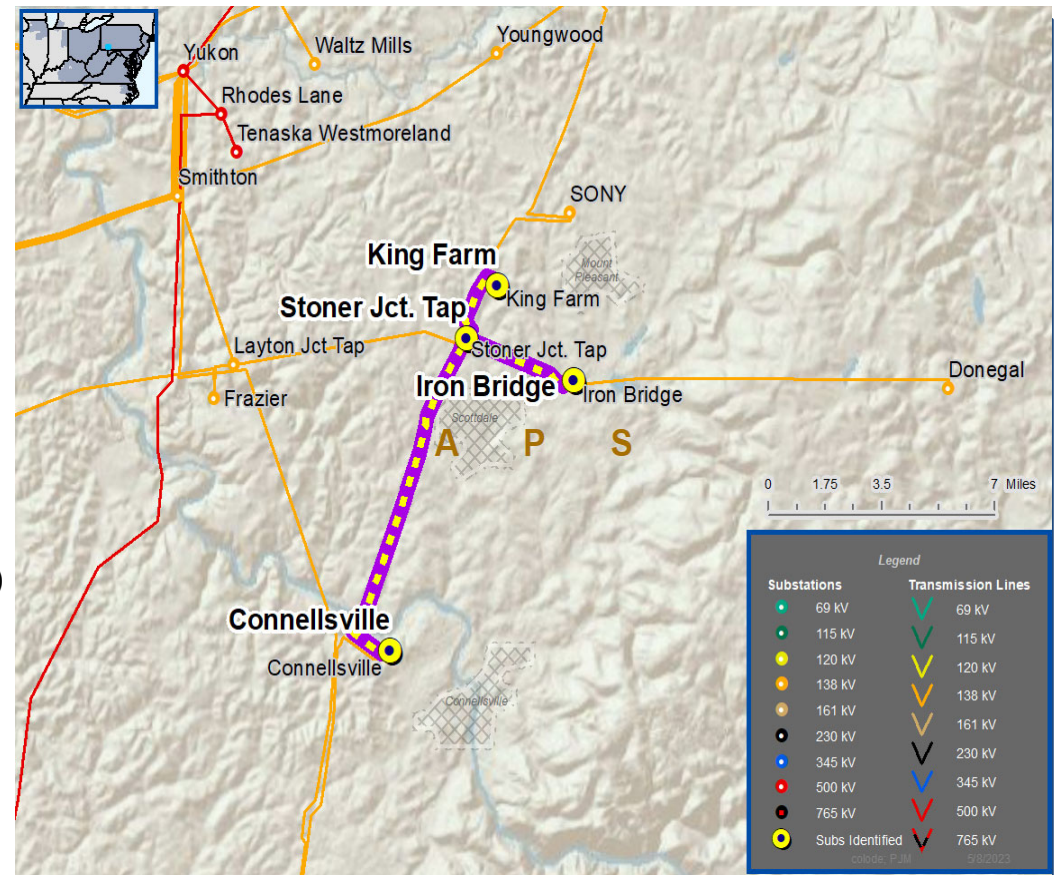 Yukon
Waltz Mills
Youngwood
Rhodes Lane
Tenaska Westmoreland
Smithton
SONY
King Farm
Mount
Pleasant
King Farm
Stoner Jct. Tap
Layton Jct Tap
Stoner Jct. Tap
Donegal
Iron Bridge
Iron Bridge
Frazier
Scottdale
A P S
0 1.75 3.5 7 Miles
Connellsville
Connellsville
Connellsville
Legend
Substations Transmission Lines
69 kV 69 kV
115 kV 115 kV
120 kV 120 kV
138 kV 138 kV
161 kV 161 kV
230 kV 230 kV
345 kV 345 kV
500 kV 500 kV
765 kV 765 kV
Subs Identified
colode: PJM 5/8/2023